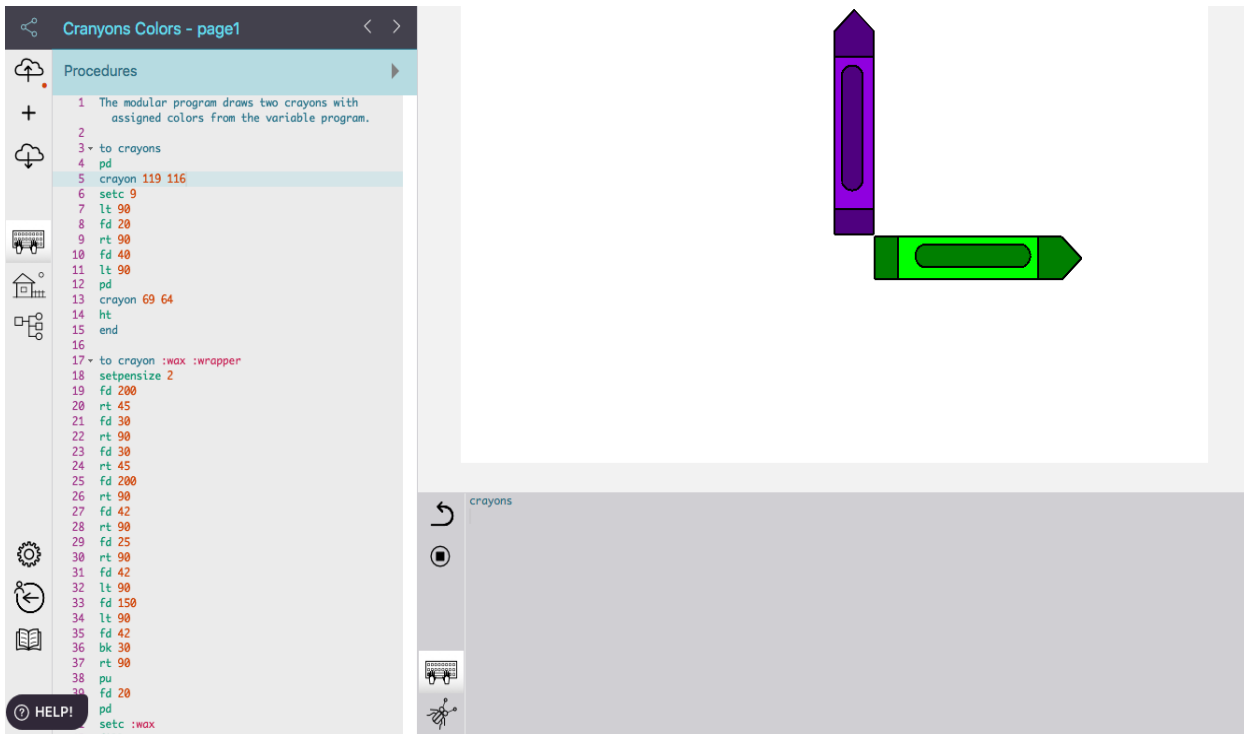 Cranyons Colors - page1
Procedures
1 The modular program draws two crayons with
assigned colors from the variable program.
2
3 to crayons
4 pd
5 crayon 119 116
6 setc 9
7 lt 90
8 fd 20
9 rt 90
10 fd 40
11 lt 90
12 pd
13 crayon 69 64
14 ht
15 end
16
17 to crayon :wax :wrapper
18 setpensize 2
19 fd 200
20 rt 45
21 fd 30
22 rt 90
23 fd 30
24 rt 45
25 fd 200
26 rt 90
27 fd 42
28 rt 90
29 fd 25
30 rt 90
31 fd 42
32 lt 90
33 fd 150
34 lt 90
35 fd 42
36 bk 30
37 rt 90
38 pu
39 fd 20
pd
setc :wax
HELP!
crayons